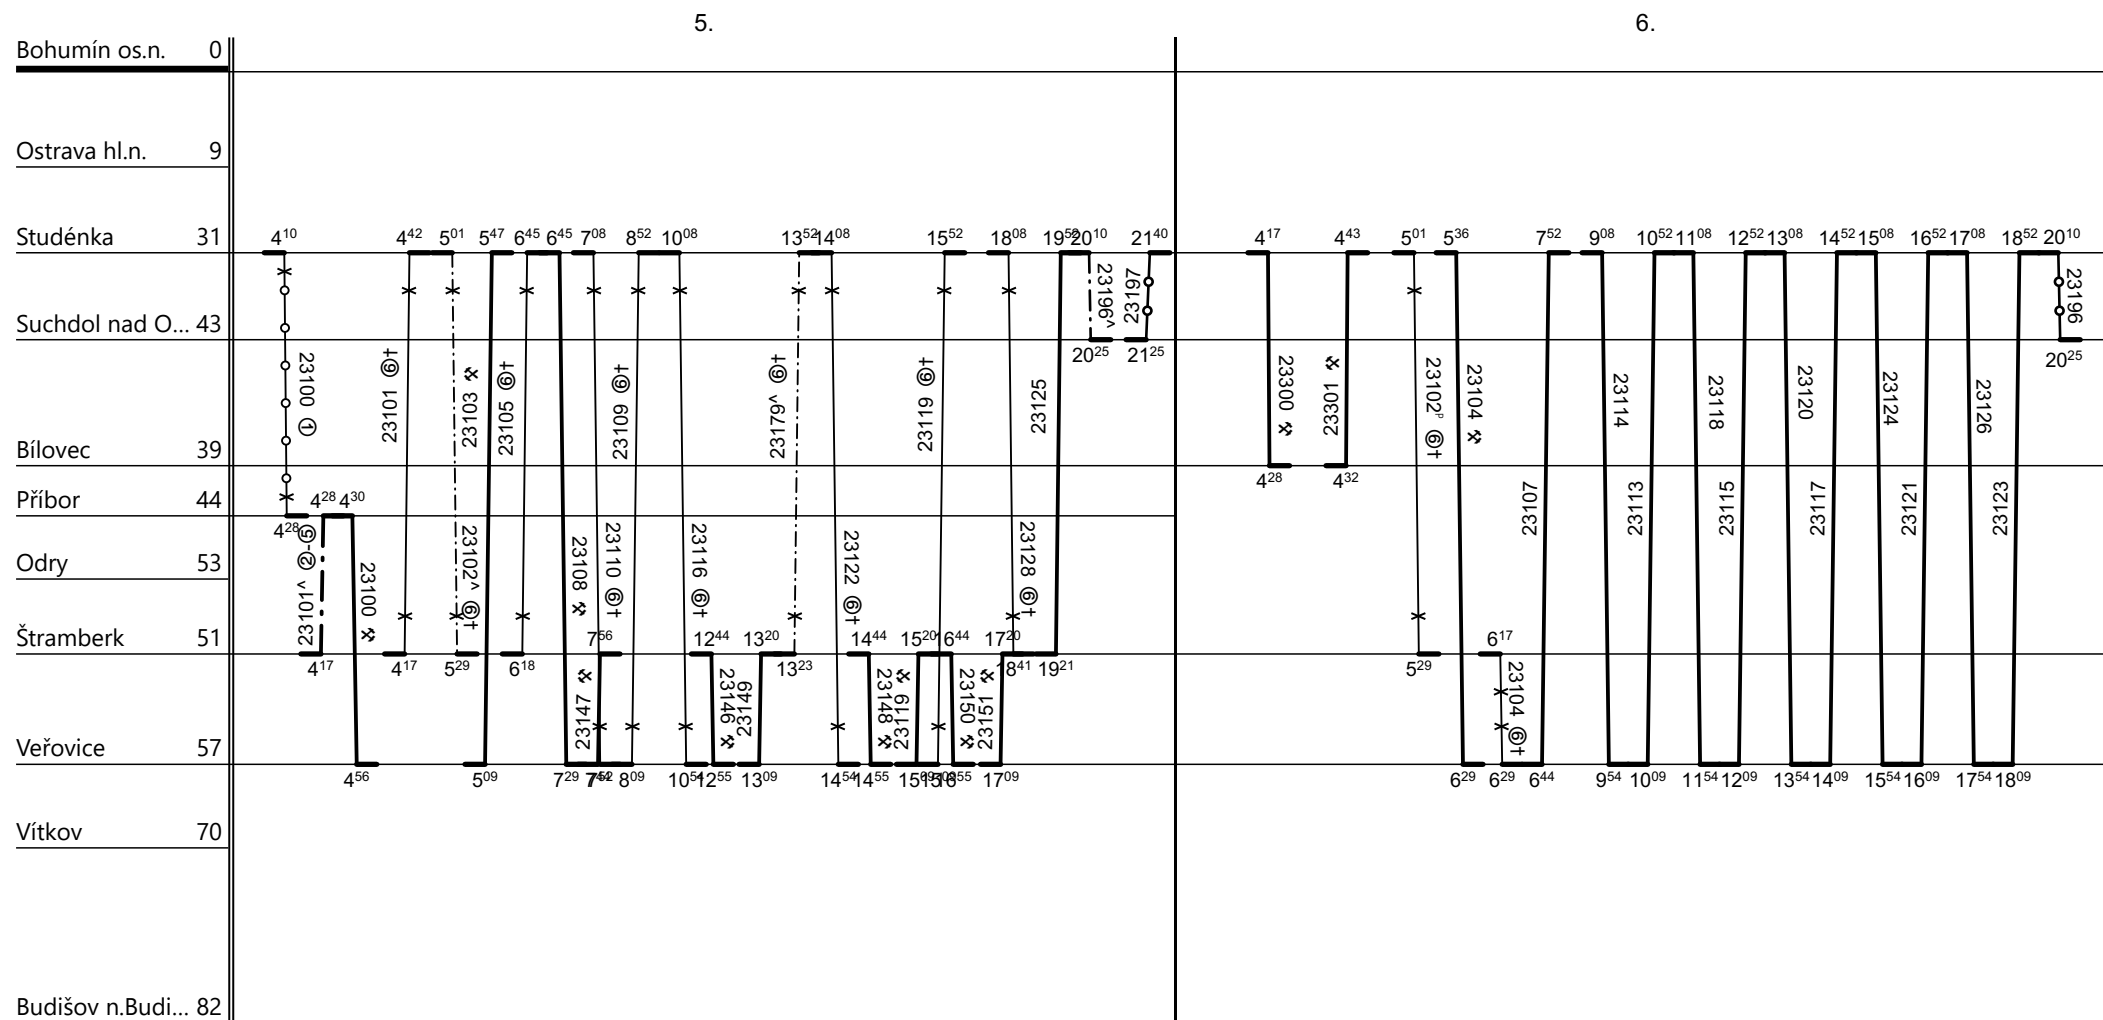 5. 6.
Bohumín os.n. 0
Ostrava hl.n. 9
Studénka 31
4¹⁰ 4⁴² 5⁰¹ 5⁴⁷ 6⁴⁵ 6⁴⁵ 7⁰⁸ 8⁵² 10⁰⁸ 13⁵² 14⁰⁸ 15⁵² 18⁰⁸ 19⁵² 20¹⁰ 21⁴⁰ 4¹⁷ 4⁴³ 5⁰¹ 5³⁶ 7⁵² 9⁰⁸ 10⁵² 11⁰⁸ 12⁵² 13⁰⁸ 14⁵² 15⁰⁸ 16⁵² 17⁰⁸ 18⁵² 20¹⁰
23196^ 23197 23196
Suchdol nad O... 43
20²⁵ 21²⁵ 20²⁵
23100 ① 23101 ⑥† 23103 ⚒ 23105 ⑥† 23109 ⑥† 23179^ ⑥† 23119 ⑥† 23125 23300 ⚒ 23301 ⚒ 23102ᴾ ⑥† 23104 ⚒ 23114 23118 23120 23124 23126
Bílovec 39
4²⁸ 4³²
Příbor 44
4²⁸ 4²⁸ 4³⁰
23107 23113 23115 23117 23121 23123
23101^ ②-⑤ 23100 ⚒ 23102^ ⑥† 23108 ⚒ 23110 ⑥† 23116 ⑥† 23122 ⑥† 23128 ⑥†
Odry 53
Štramberk 51
7⁵⁶ 12⁴⁴ 13²⁰ 14⁴⁴ 15²⁰ 16⁴⁴ 17²⁰ 6¹⁷
4¹⁷ 4¹⁷ 5²⁹ 6¹⁸ 13²³ 18⁴¹ 19²¹ 5²⁹
23147 ⚒ 23146 ⚒ 23149 23148 ⚒ 23119 ⚒ 23150 ⚒ 23151 ⚒ 23104 ⑥†
Veřovice 57
4⁵⁶ 5⁰⁹ 7²⁹ 8⁰⁹ 10⁵⁴ 12⁵⁵ 13⁰⁹ 14⁵⁴ 14⁵⁵ 15⁰⁹ 16⁵⁵ 17⁰⁹ 6²⁹ 6²⁹ 6⁴⁴ 9⁵⁴ 10⁰⁹ 11⁵⁴ 12⁰⁹ 13⁵⁴ 14⁰⁹ 15⁵⁴ 16⁰⁹ 17⁵⁴ 18⁰⁹
Vítkov 70
Budišov n.Budi... 82